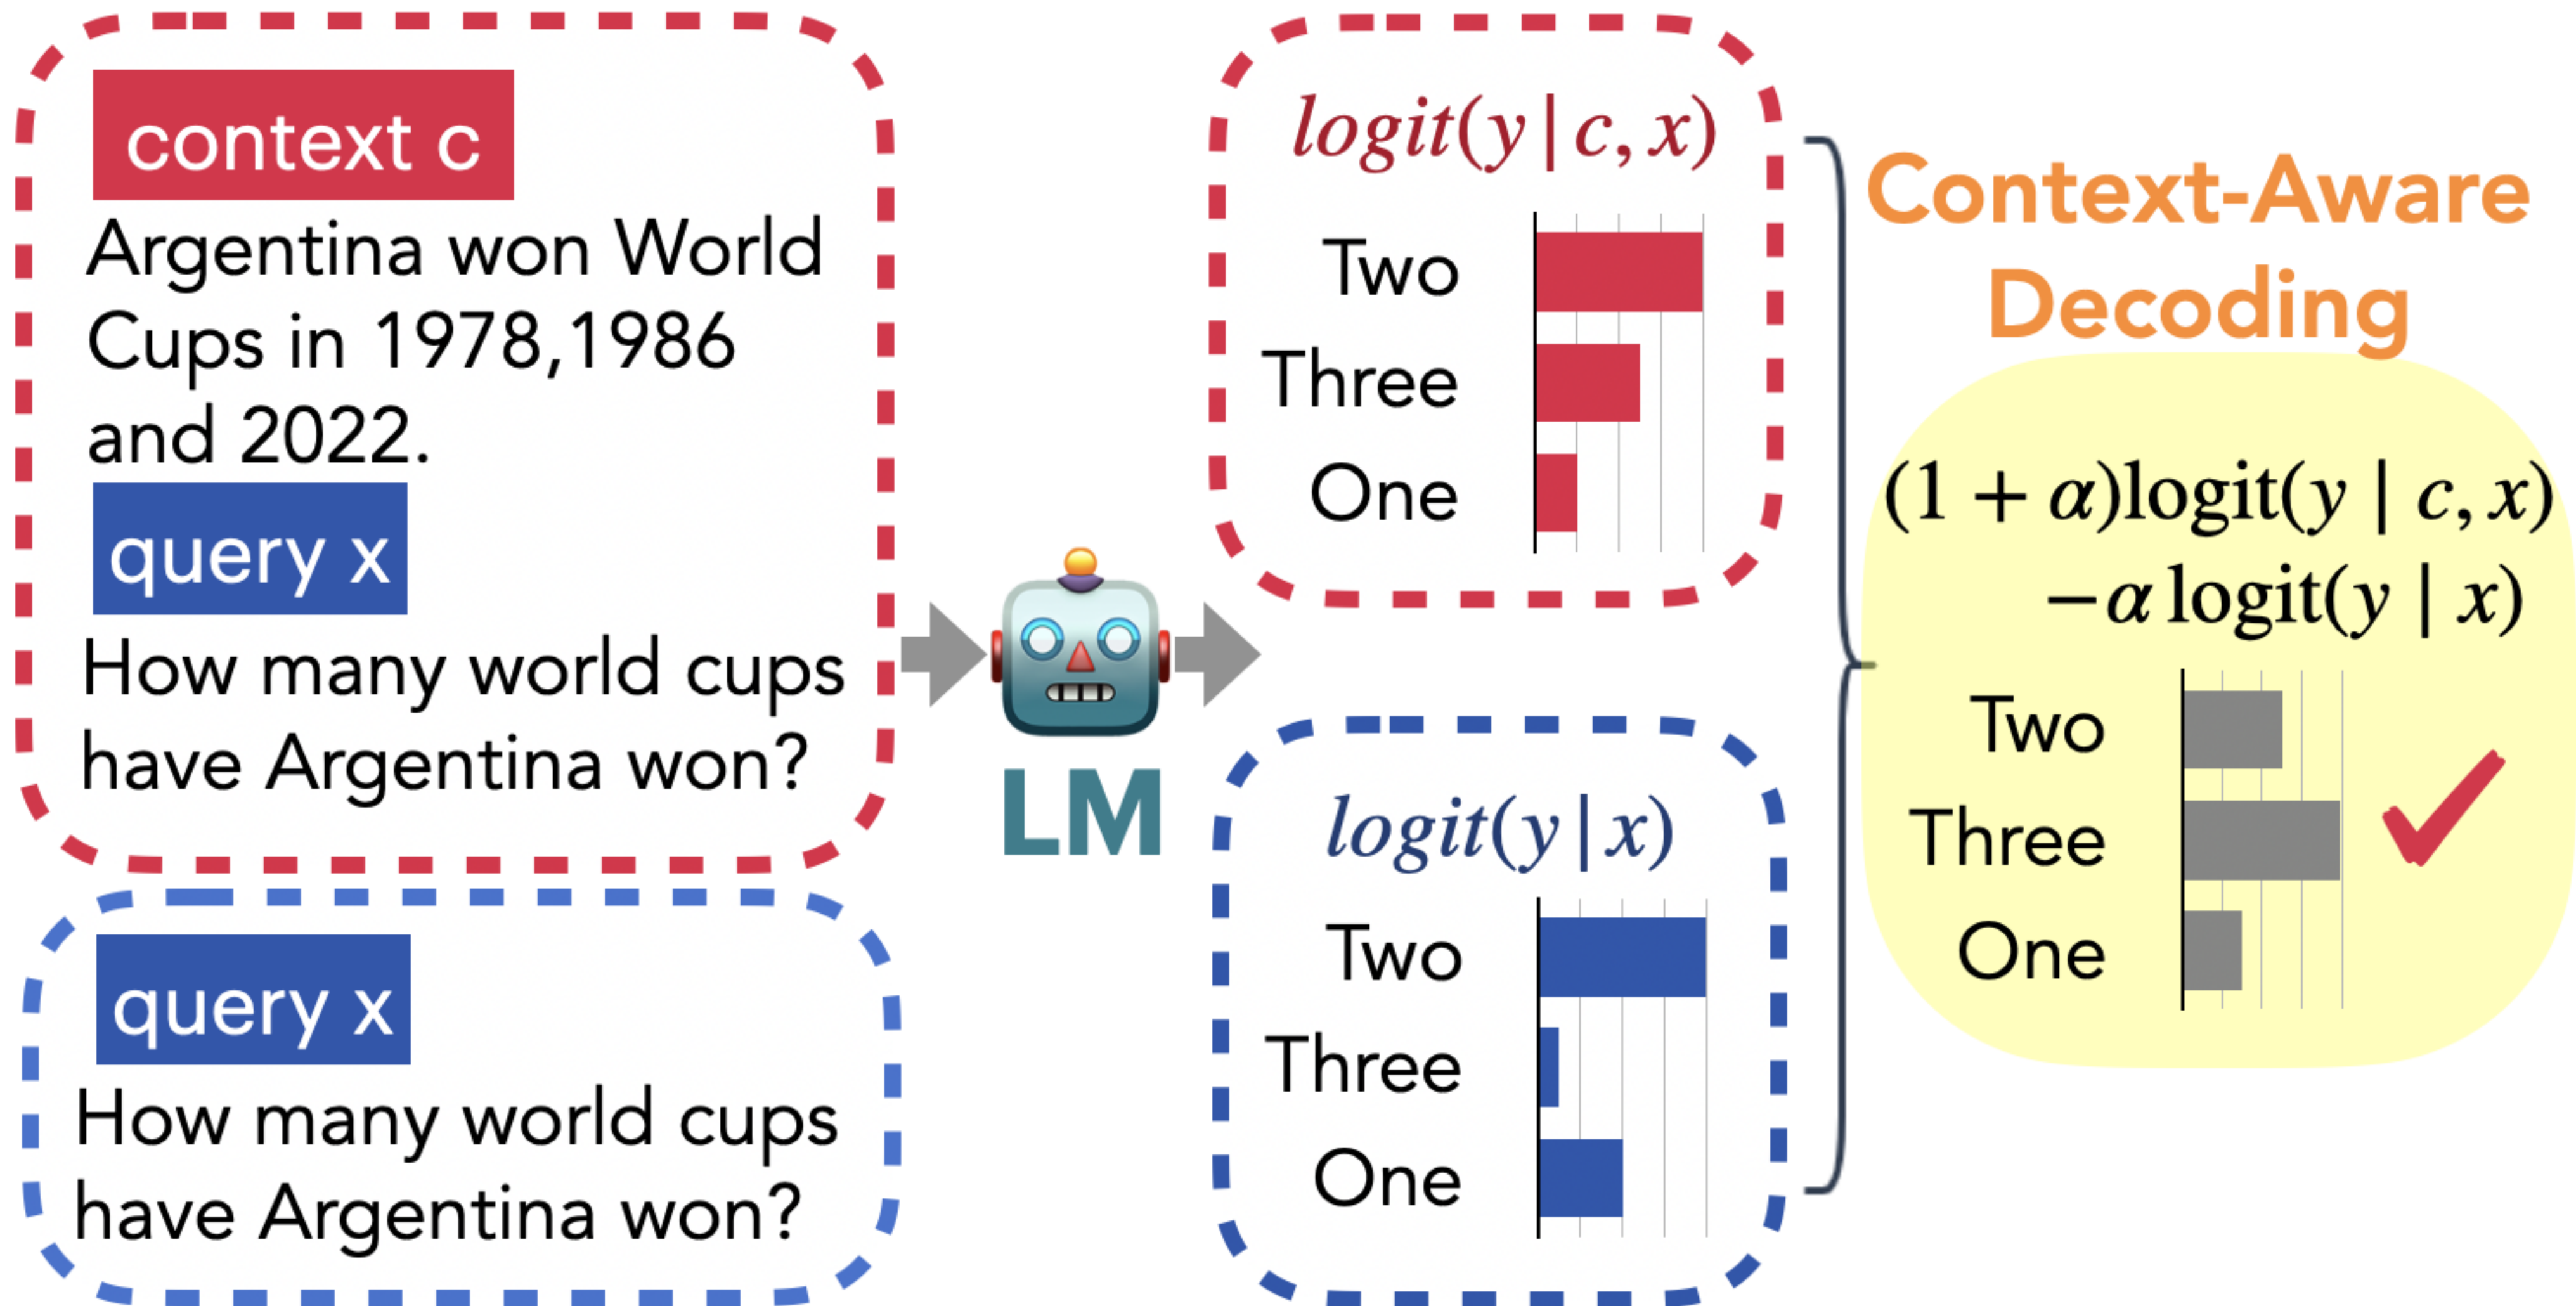 context c
Argentina won World
Cups in 1978,1986
and 2022.
query x
How many world cups
have Argentina won?
query x
How many world cups
have Argentina won?
LM
logit(y|c, x)
Two
Three
One
logit(y|x)
Two
Three
One
Context-Aware
Decoding
(1 + α)logit(y | c, x)
−α logit(y | x)
Two
Three
One